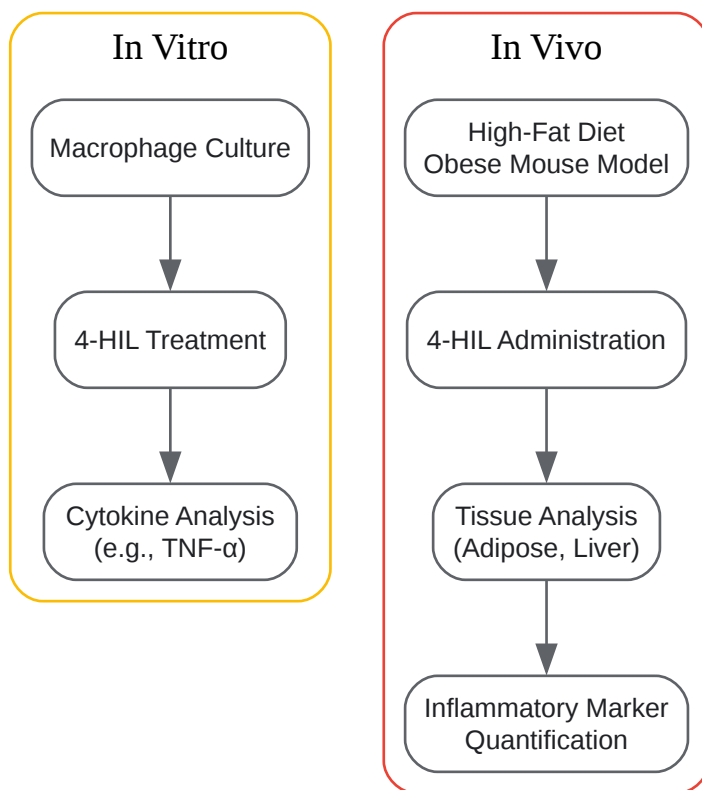 In Vitro
Macrophage Culture
4-HIL Treatment
Cytokine Analysis
(e.g., TNF-α)
In Vivo
High-Fat Diet
Obese Mouse Model
4-HIL Administration
Tissue Analysis
(Adipose, Liver)
Inflammatory Marker
Quantification